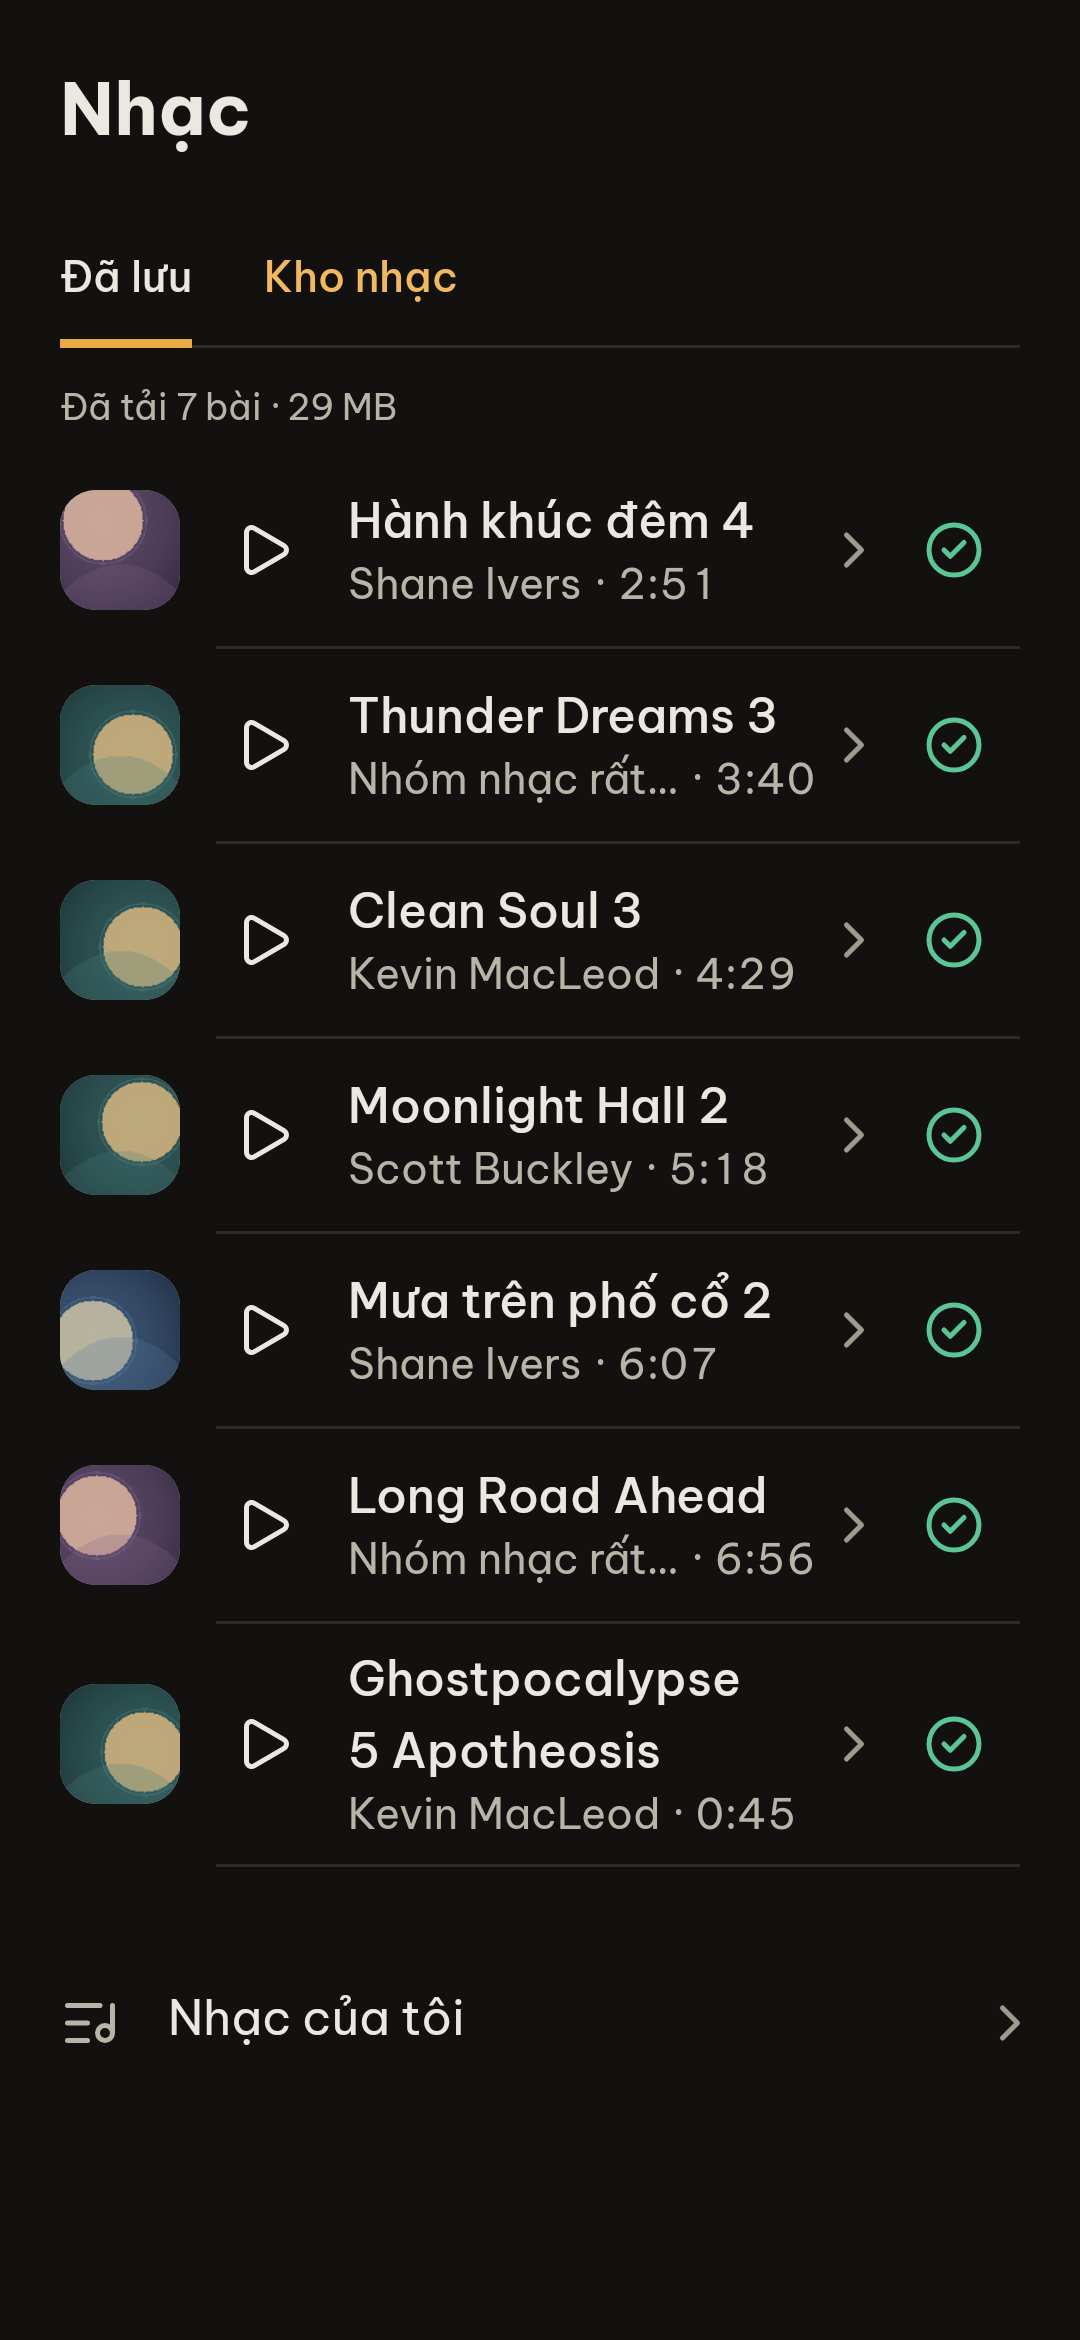 Nhạc
Đã lưu
Kho nhạc
Đã tải 7 bài · 29 MB
Hành khúc đêm 4
Shane Ivers · 2:51
Thunder Dreams 3
Nhóm nhạc rất... · 3:40
Clean Soul 3
Kevin MacLeod · 4:29
Moonlight Hall 2
Scott Buckley · 5:18
Mưa trên phố cổ 2
Shane Ivers · 6:07
Long Road Ahead
Nhóm nhạc rất... · 6:56
Ghostpocalypse
5 Apotheosis
Kevin MacLeod · 0:45
Nhạc của tôi